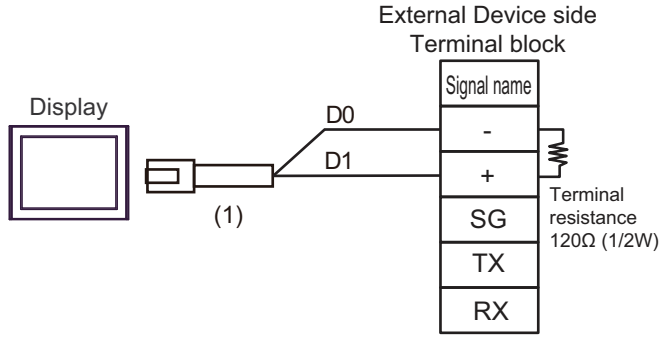 External Device side
Terminal block
Signal name
Display
D0
-
D1
+
(1)
Terminal
resistance
120Ω (1/2W)
SG
TX
RX